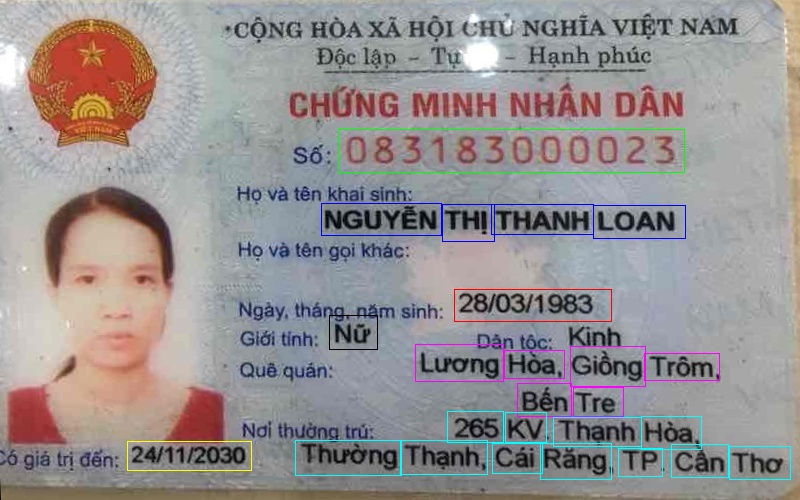 CỘNG HÒA XÃ HỘI CHỦ NGHĨA VIỆT NAM
Độc lập - Tự - Hạnh phúc
CHỨNG MINH NHÂN DÂN
Số: 083183000023
Họ và tên khai sinh:
NGUYỄN THỊ THANH LOAN
Họ và tên gọi khác:
Ngày, tháng, năm sinh: 28/03/1983
Giới tính: Nữ Dân tộc: Kinh
Quê quán: Lương Hòa, Giồng Trôm,
Bến Tre
Nơi thường trú: 265 KV. Thạnh Hòa,
Thường Thạnh, Cái Răng, TP. Cần Thơ
Có giá trị đến: 24/11/2030
VIỆT NAM